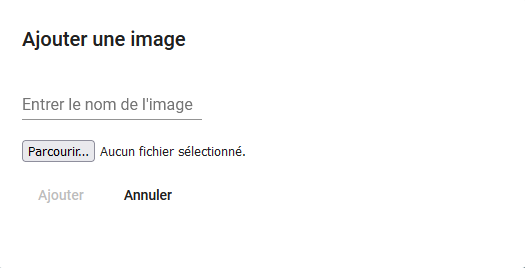 Ajouter une image
Entrer le nom de l'image
Parcourir... Aucun fichier sélectionné.
Ajouter Annuler